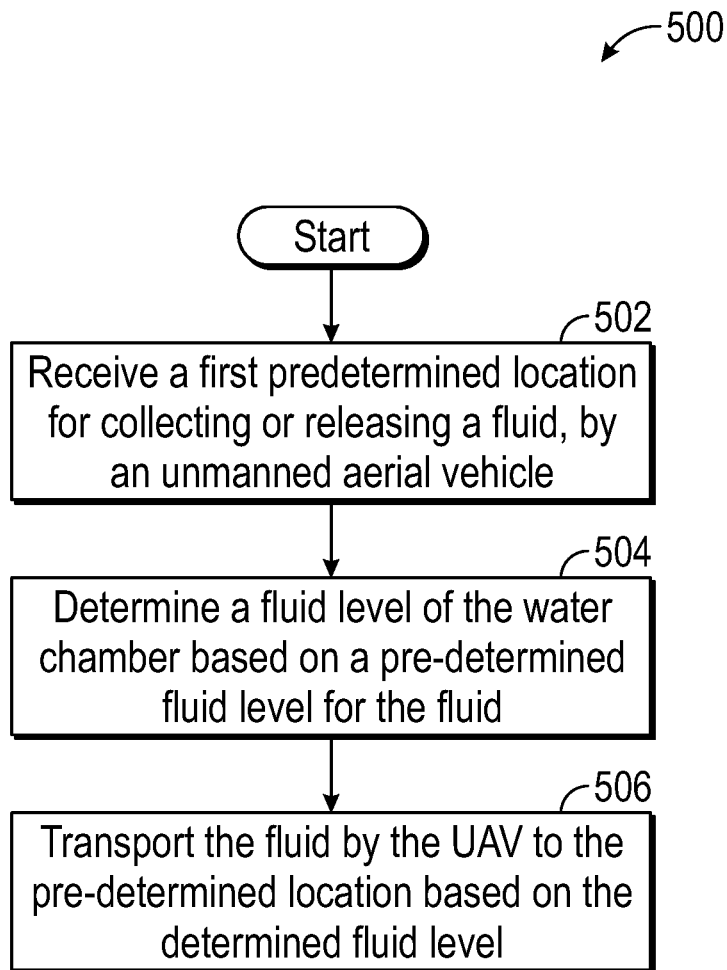 500
Start
502
Receive a first predetermined location
for collecting or releasing a fluid, by
an unmanned aerial vehicle
504
Determine a fluid level of the water
chamber based on a pre-determined
fluid level for the fluid
506
Transport the fluid by the UAV to the
pre-determined location based on the
determined fluid level